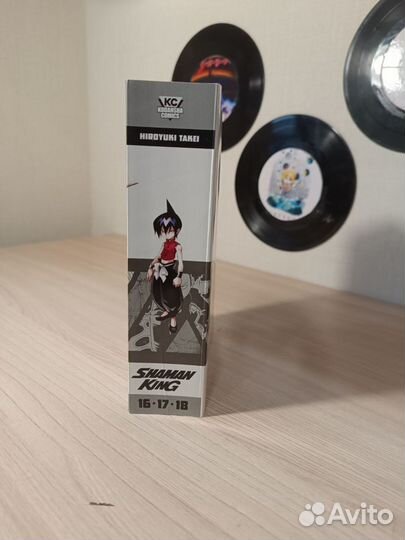 KC
KODANSHA
COMICS
HIROYUKI TAKEI
SHAMAN
KING
16・17・18
Avito